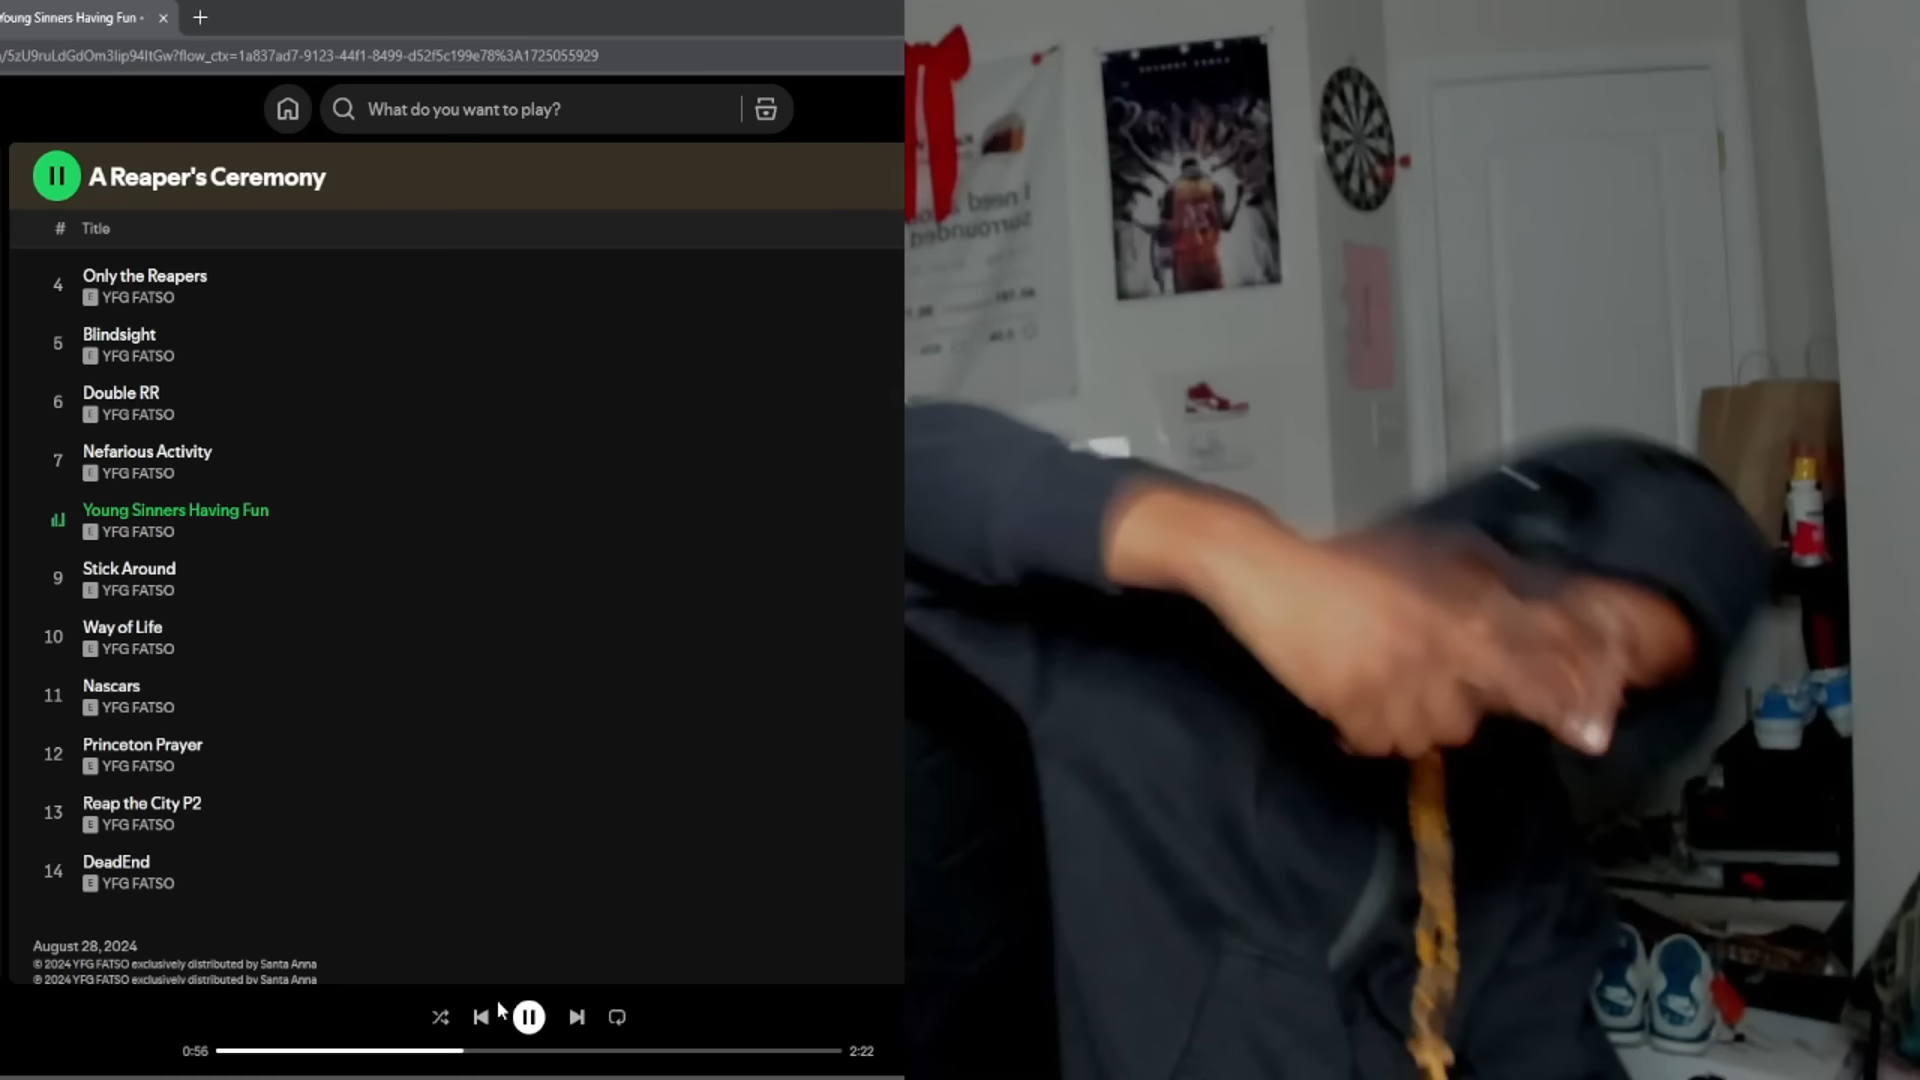 Young Sinners Having Fun •
/5zU9ruLdGdOm3lip94ltGw?flow_ctx=1a837ad7-9123-44f1-8499-d52f5c199e78%3A1725055929
What do you want to play?
A Reaper's Ceremony
# Title
4 Only the Reapers
E YFG FATSO
5 Blindsight
E YFG FATSO
6 Double RR
E YFG FATSO
7 Nefarious Activity
E YFG FATSO
Young Sinners Having Fun
E YFG FATSO
9 Stick Around
E YFG FATSO
10 Way of Life
E YFG FATSO
11 Nascars
E YFG FATSO
12 Princeton Prayer
E YFG FATSO
13 Reap the City P2
E YFG FATSO
14 DeadEnd
E YFG FATSO
August 28, 2024
© 2024 YFG FATSO exclusively distributed by Santa Anna
℗ 2024 YFG FATSO exclusively distributed by Santa Anna
0:56 2:22
I need a
Surrounded